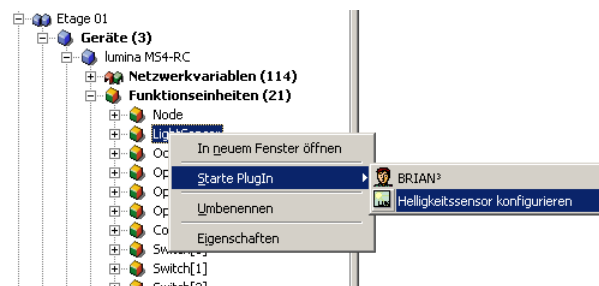 Etage 01
Geräte (3)
lumina MS4-RC
Netzwerkvariablen (114)
Funktionseinheiten (21)
Node
LightSensor
In neuem Fenster öffnen
Starte PlugIn
BRIAN³
Helligkeitssensor konfigurieren
Umbenennen
Eigenschaften
Switch[1]